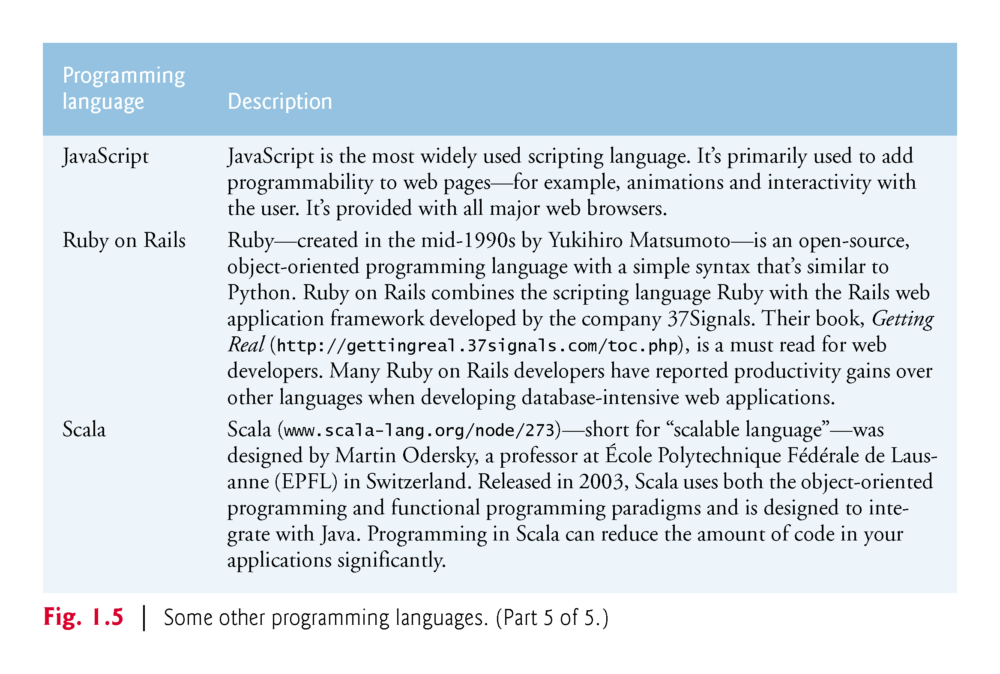 Programming
language
Description
JavaScript
JavaScript is the most widely used scripting language. It’s primarily used to add
programmability to web pages—for example, animations and interactivity with
the user. It’s provided with all major web browsers.
Ruby on Rails
Ruby—created in the mid-1990s by Yukihiro Matsumoto—is an open-source,
object-oriented programming language with a simple syntax that’s similar to
Python. Ruby on Rails combines the scripting language Ruby with the Rails web
application framework developed by the company 37Signals. Their book, Getting
Real (http://gettingreal.37signals.com/toc.php), is a must read for web
developers. Many Ruby on Rails developers have reported productivity gains over
other languages when developing database-intensive web applications.
Scala
Scala (www.scala-lang.org/node/273)—short for “scalable language”—was
designed by Martin Odersky, a professor at École Polytechnique Fédérale de Laus-
anne (EPFL) in Switzerland. Released in 2003, Scala uses both the object-oriented
programming and functional programming paradigms and is designed to inte-
grate with Java. Programming in Scala can reduce the amount of code in your
applications significantly.
Fig. 1.5 | Some other programming languages. (Part 5 of 5.)